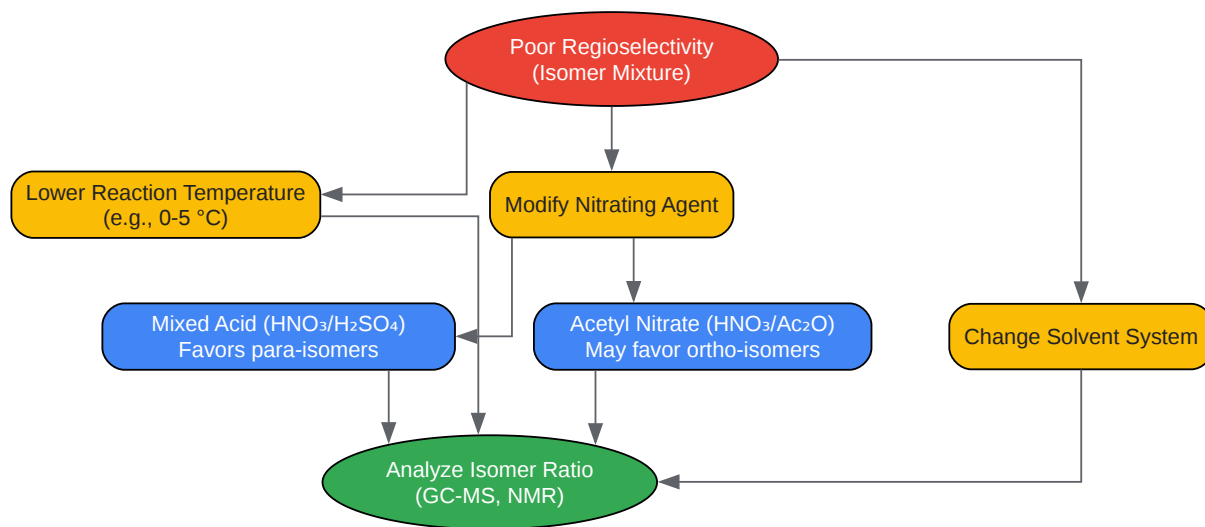 Poor Regioselectivity
(Isomer Mixture)
Lower Reaction Temperature
(e.g., 0-5 °C)
Modify Nitrating Agent
Mixed Acid (HNO₃/H₂SO₄)
Favors para-isomers
Acetyl Nitrate (HNO₃/Ac₂O)
May favor ortho-isomers
Change Solvent System
Analyze Isomer Ratio
(GC-MS, NMR)